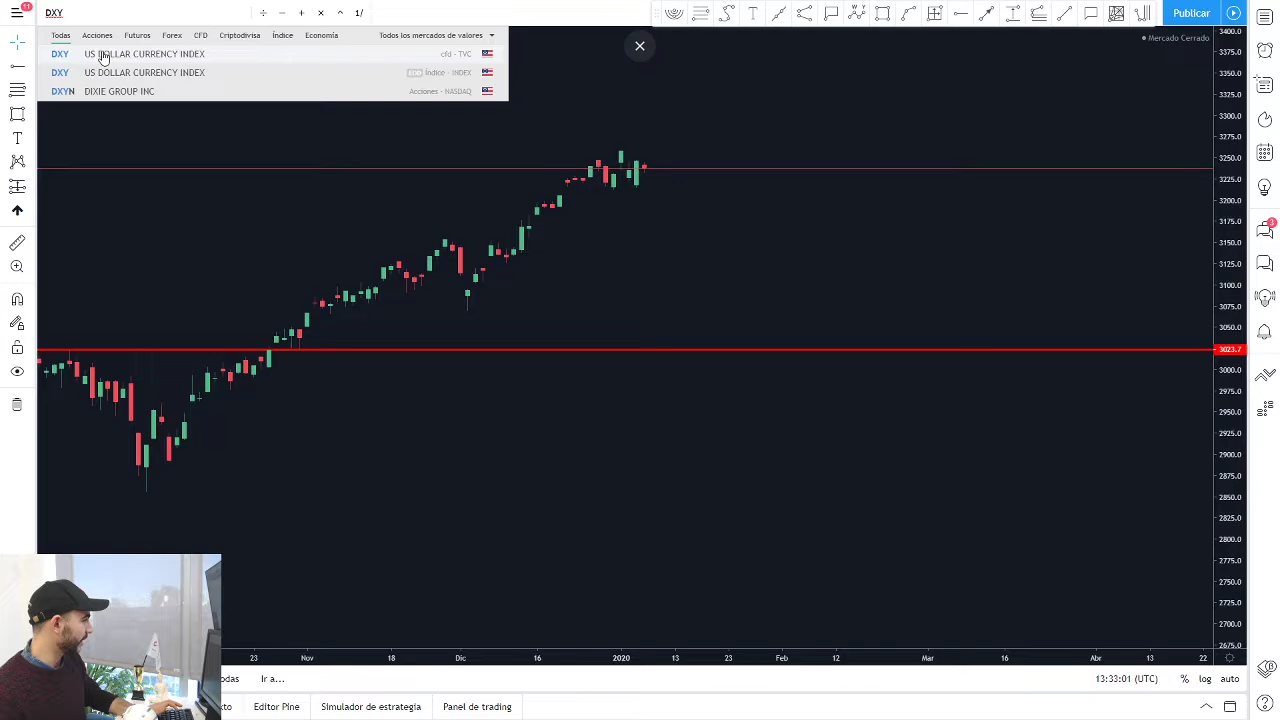 11
DXY
÷ − + × ^ 1/
Publicar
Todas Acciones Futuros Forex CFD Criptodivisa Índice Economía Todos los mercados de valores
DXY US DOLLAR CURRENCY INDEX cfd - TVC
DXY US DOLLAR CURRENCY INDEX EOD Índice - INDEX
DXYN DIXIE GROUP INC Acciones - NASDAQ
Mercado Cerrado
3400.0
3375.0
3350.0
3325.0
3300.0
3275.0
3250.0
3225.0
3200.0
3175.0
3150.0
3125.0
3100.0
3075.0
3050.0
3023.7
3000.0
2975.0
2950.0
2925.0
2900.0
2875.0
2850.0
2825.0
2800.0
2775.0
2750.0
2725.0
2700.0
2675.0
3
23 Nov 18 Dic 16 2020 13 23 Feb 12 Mar 16 Abr 13 22
odas Ir a... 13:33:01 (UTC) % log auto
xto Editor Pine Simulador de estrategia Panel de trading